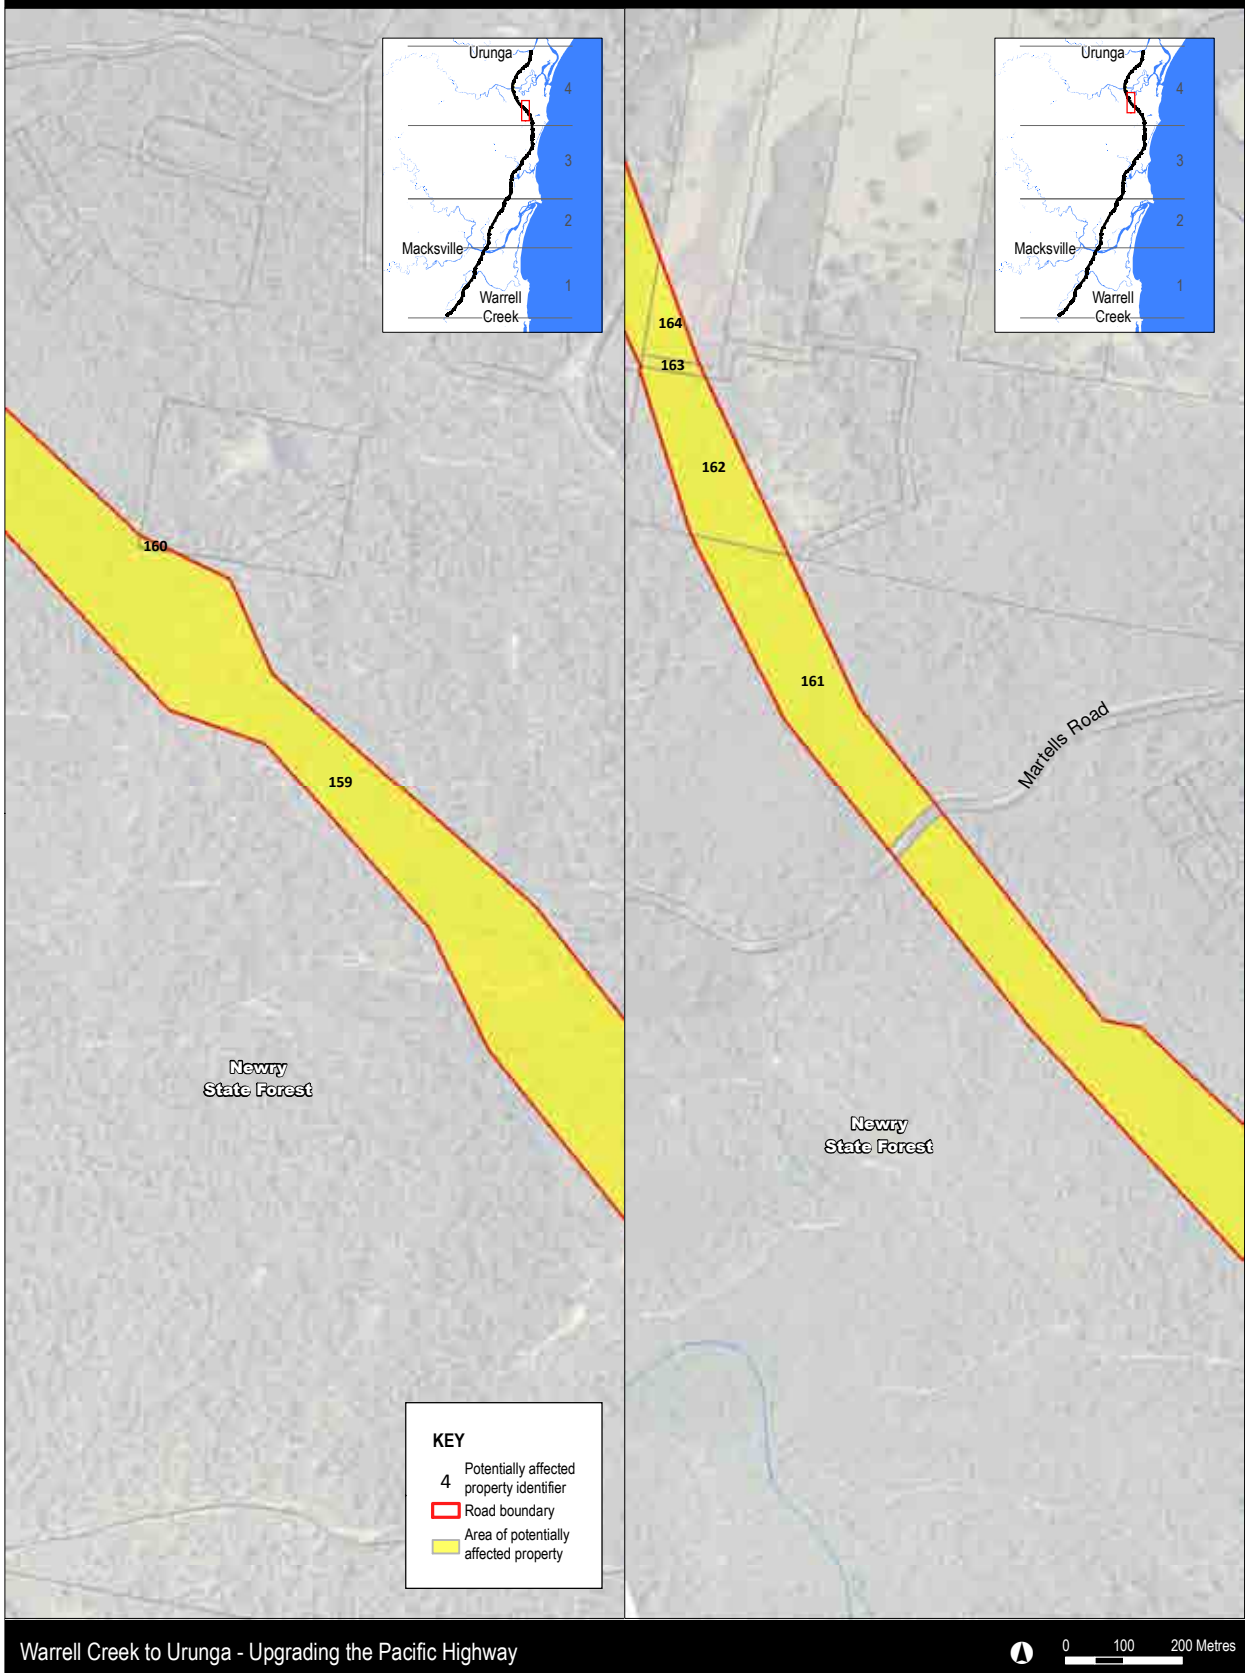 Urunga
4
3
2
Macksville
1
Warrell
Creek
160
159
Newry
State Forest
KEY
4 Potentially affected
property identifier
Road boundary
Area of potentially
affected property
Urunga
4
3
2
Macksville
1
Warrell
Creek
164
163
162
161
Martells Road
Newry
State Forest
Warrell Creek to Urunga - Upgrading the Pacific Highway
0 100 200 Metres